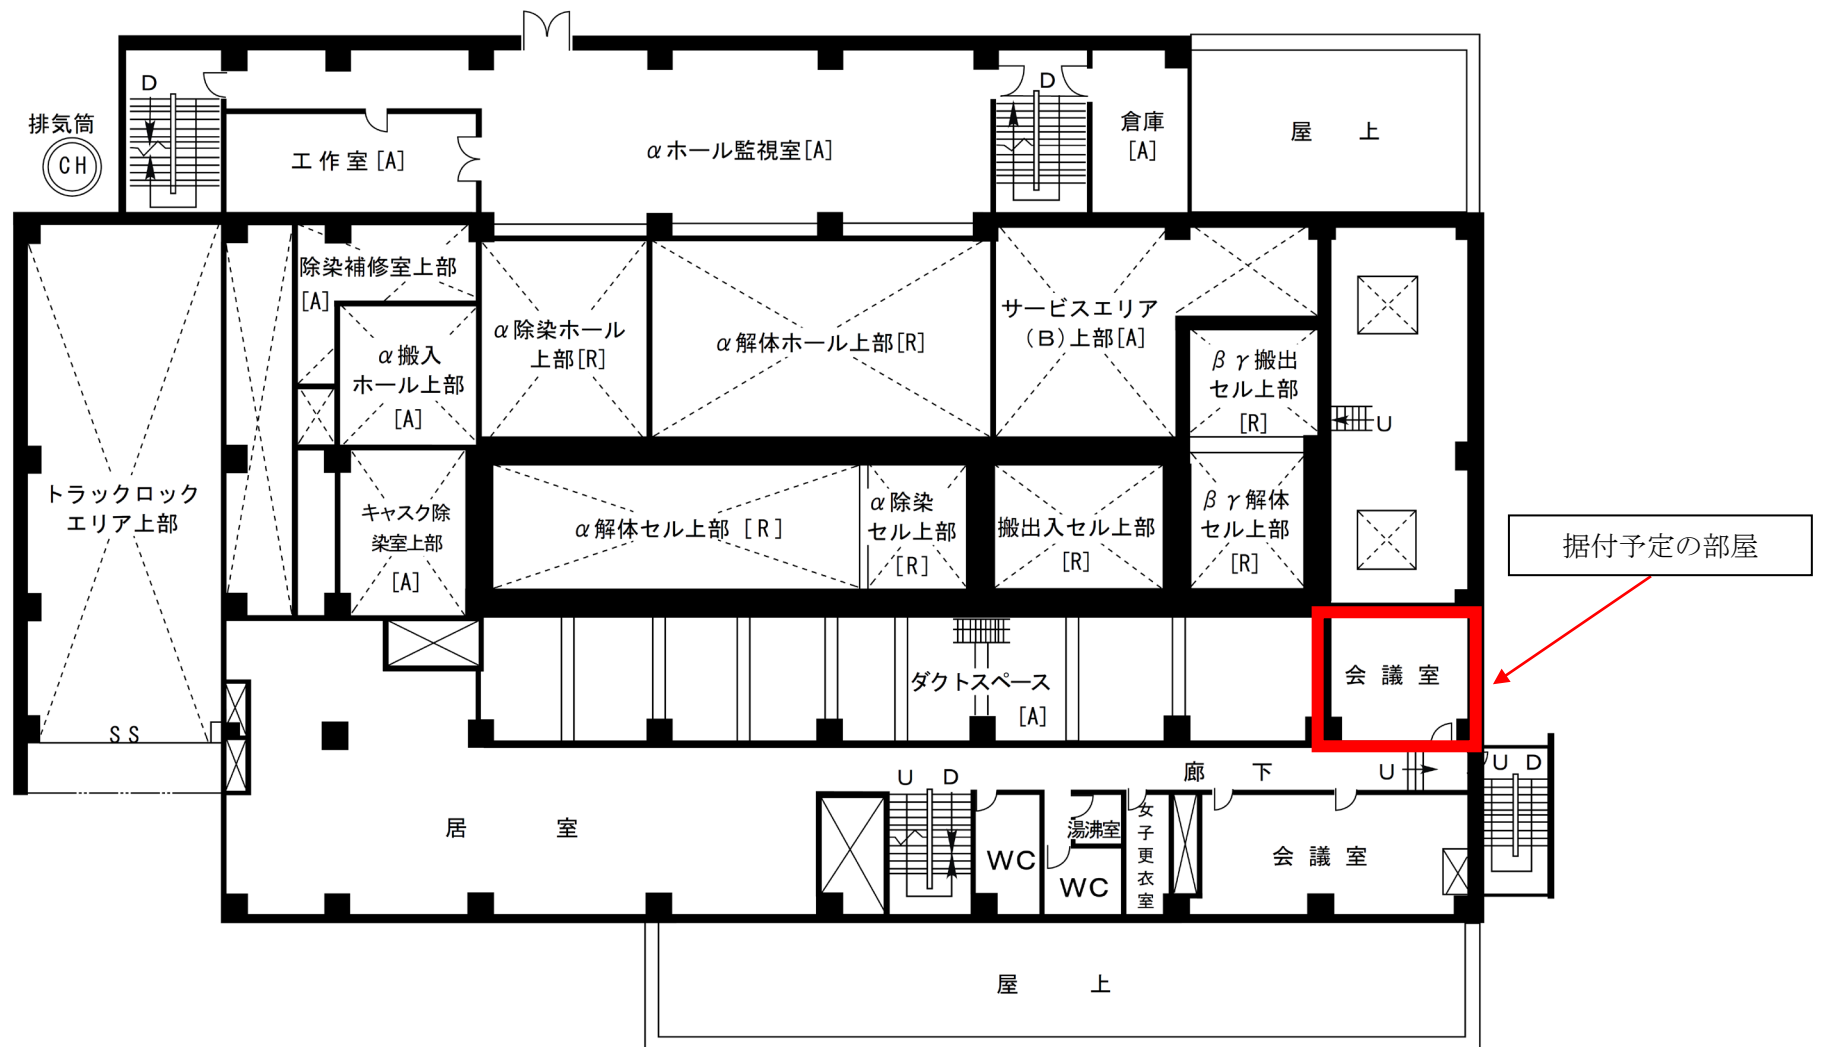 D
D
排気筒
CH
工作室[A]
αホール監視室[A]
倉庫
[A]
屋 上
除染補修室上部
[A]
α搬入
ホール上部
[A]
α除染ホール
上部[R]
α解体ホール上部[R]
サービスエリア
(B)上部[A]
βγ搬出
セル上部
[R]
U
トラックロック
エリア上部
キャスク除
染室上部
[A]
α解体セル上部[R]
α除染
セル上部
[R]
搬出入セル上部
[R]
βγ解体
セル上部
[R]
据付予定の部屋
ダクトスペース
[A]
会議室
SS
U D
廊 下
U
U D
居 室
WC
湯沸室
WC
女子更衣室
会議室
屋 上